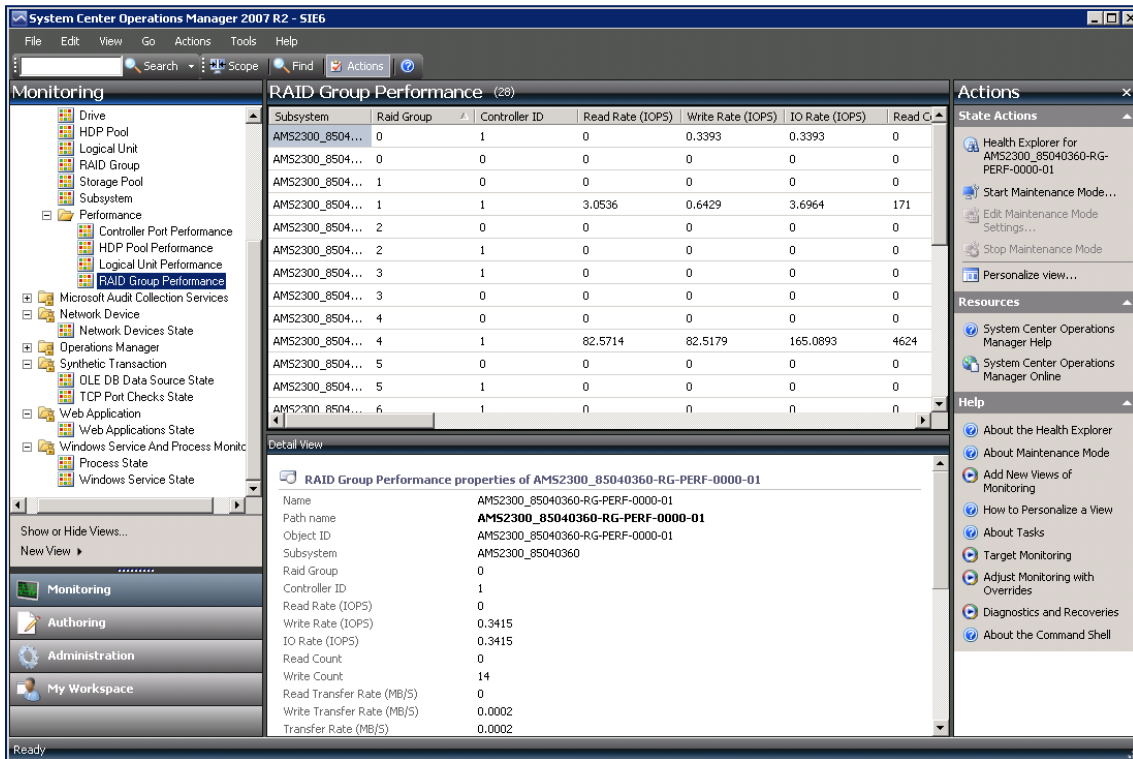 System Center Operations Manager 2007 R2 - SIE6
File Edit View Go Actions Tools Help
Search Scope Find Actions
Monitoring
Drive
HDP Pool
Logical Unit
RAID Group
Storage Pool
Subsystem
Performance
Controller Port Performance
HDP Pool Performance
Logical Unit Performance
RAID Group Performance
Microsoft Audit Collection Services
Network Device
Network Devices State
Operations Manager
Synthetic Transaction
OLE DB Data Source State
TCP Port Checks State
Web Application
Web Applications State
Windows Service And Process Monito
Process State
Windows Service State
Show or Hide Views...
New View
Monitoring
Authoring
Administration
My Workspace
Ready
RAID Group Performance (28)
Subsystem Raid Group Controller ID Read Rate (IOPS) Write Rate (IOPS) IO Rate (IOPS) Read C
AMS2300_8504... 0 1 0 0.3393 0.3393 0
AMS2300_8504... 0 0 0 0 0 0
AMS2300_8504... 1 0 0 0 0 0
AMS2300_8504... 1 1 3.0536 0.6429 3.6964 171
AMS2300_8504... 2 0 0 0 0 0
AMS2300_8504... 2 1 0 0 0 0
AMS2300_8504... 3 1 0 0 0 0
AMS2300_8504... 3 0 0 0 0 0
AMS2300_8504... 4 0 0 0 0 0
AMS2300_8504... 4 1 82.5714 82.5179 165.0893 4624
AMS2300_8504... 5 0 0 0 0 0
AMS2300_8504... 5 1 0 0 0 0
AMS2300_8504... 6 1 0 0 0 0
Detail View
RAID Group Performance properties of AMS2300_85040360-RG-PERF-0000-01
Name AMS2300_85040360-RG-PERF-0000-01
Path name AMS2300_85040360-RG-PERF-0000-01
Object ID AMS2300_85040360-RG-PERF-0000-01
Subsystem AMS2300_85040360
Raid Group 0
Controller ID 1
Read Rate (IOPS) 0
Write Rate (IOPS) 0.3415
IO Rate (IOPS) 0.3415
Read Count 0
Write Count 14
Read Transfer Rate (MB/S) 0
Write Transfer Rate (MB/S) 0.0002
Transfer Rate (MB/S) 0.0002
Actions
State Actions
Health Explorer for
AMS2300_85040360-RG-
PERF-0000-01
Start Maintenance Mode...
Edit Maintenance Mode
Settings...
Stop Maintenance Mode
Personalize view...
Resources
System Center Operations
Manager Help
System Center Operations
Manager Online
Help
About the Health Explorer
About Maintenance Mode
Add New Views of
Monitoring
How to Personalize a View
About Tasks
Target Monitoring
Adjust Monitoring with
Overrides
Diagnostics and Recoveries
About the Command Shell